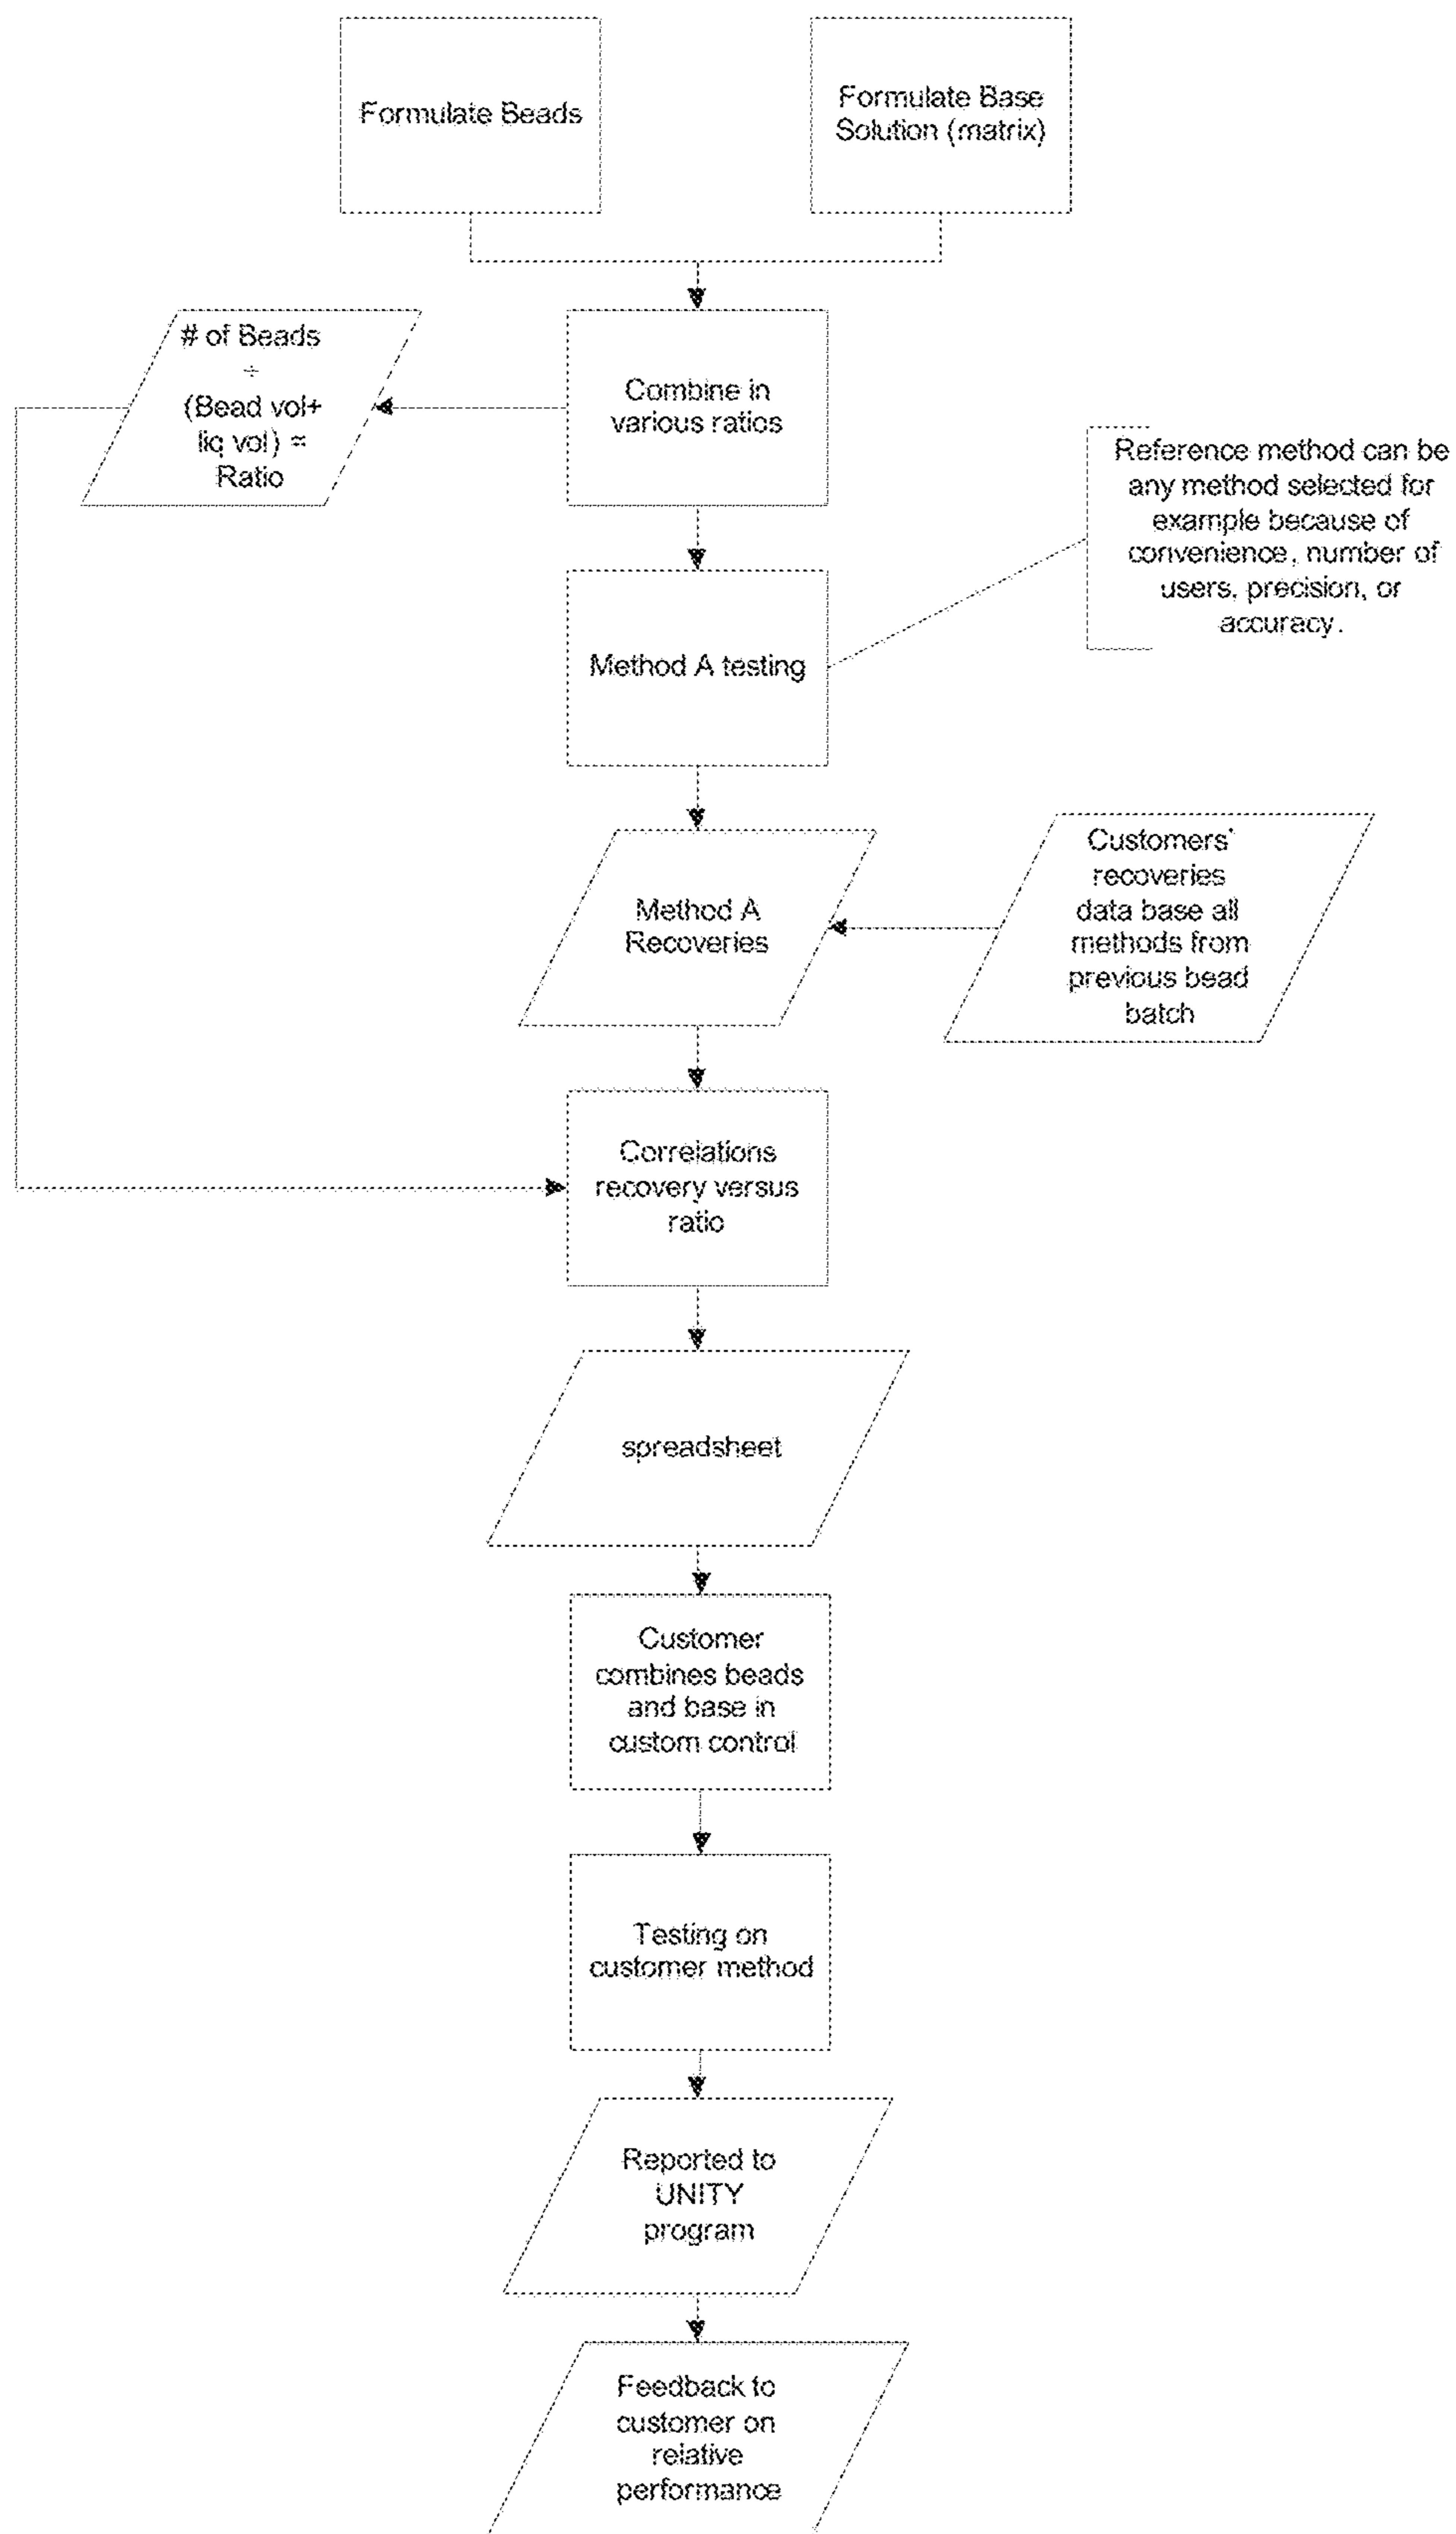 Formulate Beads
Formulate Base
Solution (matrix)
# of Beads
÷
(Bead vol+
liq vol) =
Ratio
Combine in
various ratios
Reference method can be
any method selected for
example because of
convenience, number of
users, precision, or
accuracy.
Method A testing
Method A
Recoveries
Customers'
recoveries
data base all
methods from
previous bead
batch
Correlations
recovery versus
ratio
spreadsheet
Customer
combines beads
and base in
custom control
Testing on
customer method
Reported to
UNITY
program
Feedback to
customer on
relative
performance